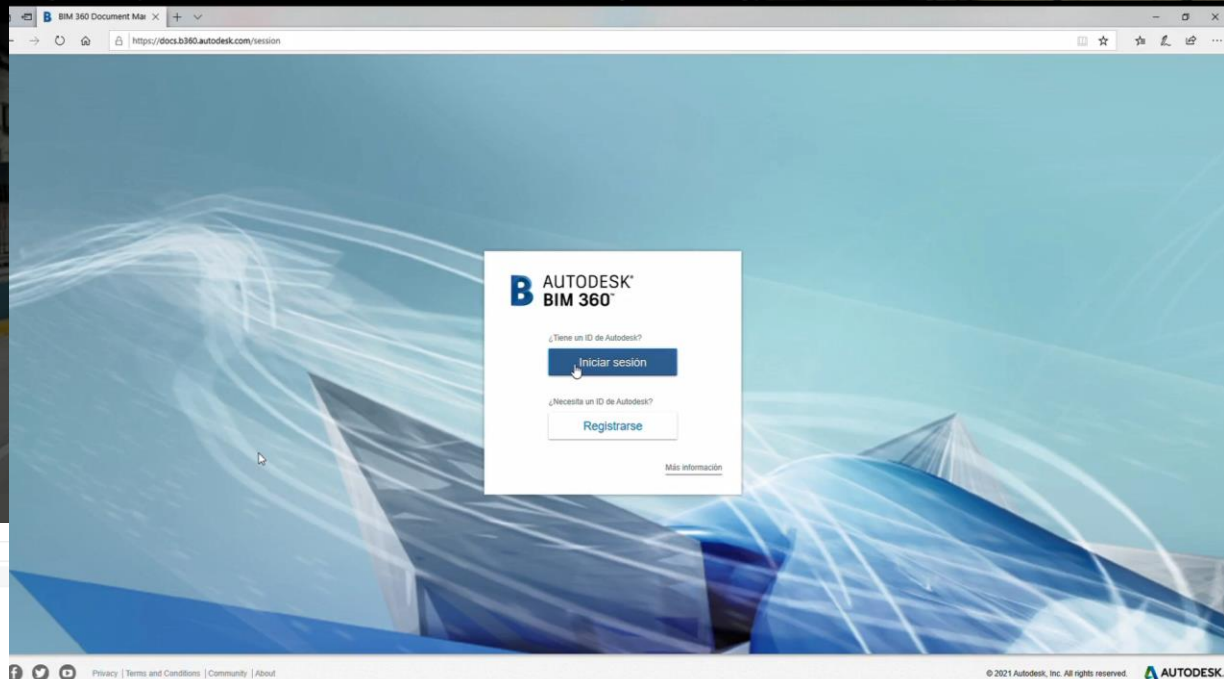 BIM 360 Document Mar
https://docs.b360.autodesk.com/session
B AUTODESK®
BIM 360™
¿Tiene un ID de Autodesk?
Iniciar sesión
¿Necesita un ID de Autodesk?
Registrarse
Más información
Privacy | Terms and Conditions | Community | About
© 2021 Autodesk, Inc. All rights reserved.
AUTODESK